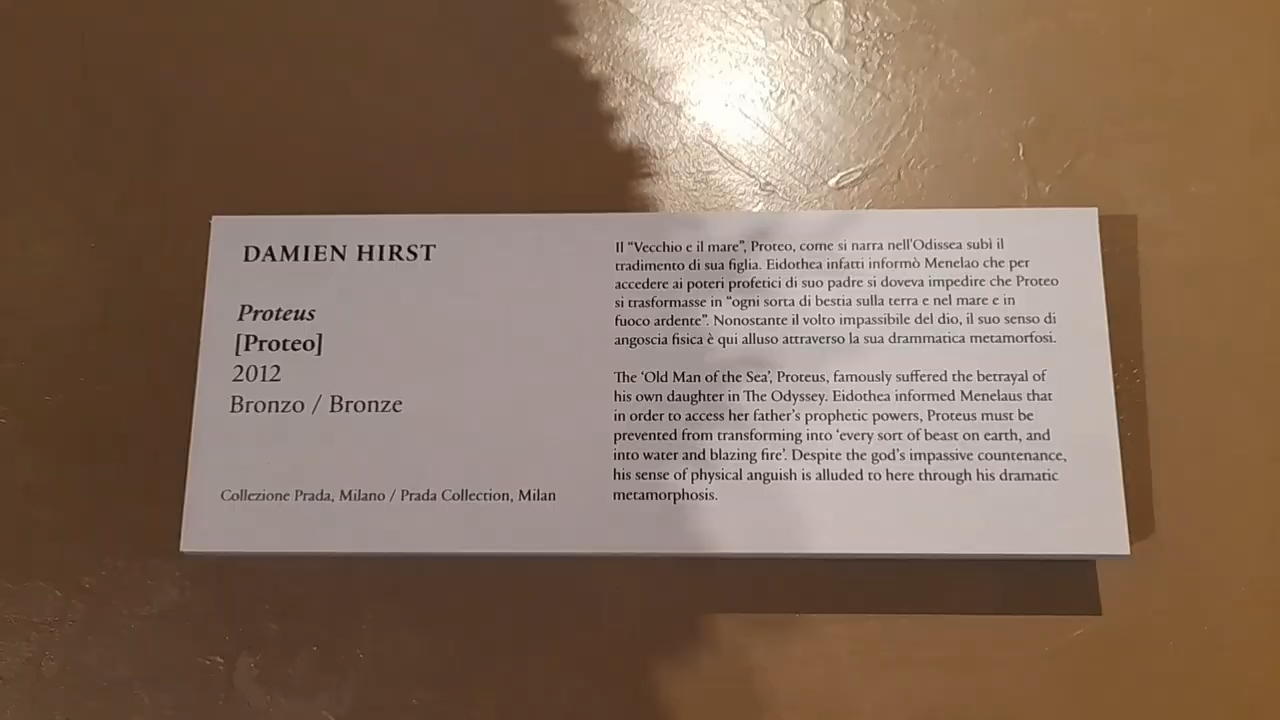 DAMIEN HIRST
Proteus
[Proteo]
2012
Bronzo / Bronze
Collezione Prada, Milano / Prada Collection, Milan
Il “Vecchio e il mare”, Proteo, come si narra nell'Odissea subì il
tradimento di sua figlia. Eidothea infatti informò Menelao che per
accedere ai poteri profetici di suo padre si doveva impedire che Proteo
si trasformasse in “ogni sorta di bestia sulla terra e nel mare e in
fuoco ardente”. Nonostante il volto impassibile del dio, il suo senso di
angoscia fisica è qui alluso attraverso la sua drammatica metamorfosi.
The ‘Old Man of the Sea’, Proteus, famously suffered the betrayal of
his own daughter in The Odyssey. Eidothea informed Menelaus that
in order to access her father’s prophetic powers, Proteus must be
prevented from transforming into ‘every sort of beast on earth, and
into water and blazing fire’. Despite the god’s impassive countenance,
his sense of physical anguish is alluded to here through his dramatic
metamorphosis.